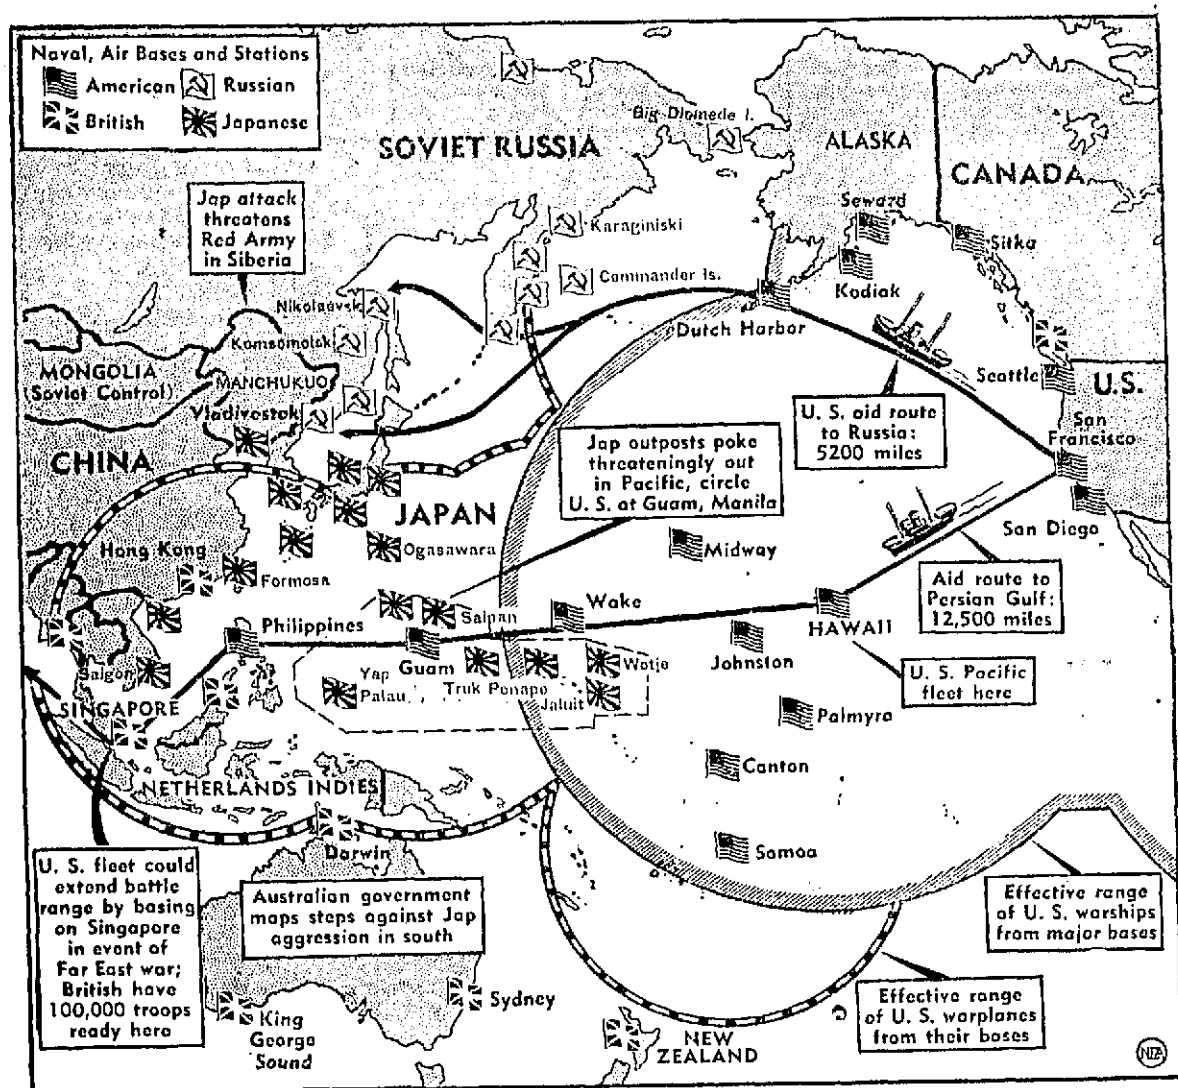 Naval, Air Bases and Stations
American
Russian
British
Japanese
SOVIET RUSSIA
Big Diomede I.
ALASKA
CANADA
Jap attack
threatens
Red Army
in Siberia
Seward
Sitka
Karaginiski
Commander Is.
Kodiak
Nikolaevsk
Dutch Harbor
Komsomolsk
MONGOLIA
(Soviet Control)
MANCHUKUO
Seattle
U.S.
Vladivostok
U. S. aid route
to Russia:
5200 miles
San
Francisco
CHINA
Jap outposts poke
threateningly out
in Pacific, circle
U. S. at Guam, Manila
JAPAN
San Diego
Ogasawara
Midway
Hong Kong
Formosa
Aid route to
Persian Gulf:
12,500 miles
Philippines
Saipan
Wake
HAWAII
Guam
Johnston
Wotje
Saigon
Yap
Palau
Truk Ponape
Jaluit
U. S. Pacific
fleet here
SINGAPORE
Palmyra
Canton
NETHERLANDS INDIES
Darwin
Samoa
U. S. fleet could
extend battle
range by basing
on Singapore
in event of
Far East war;
British have
100,000 troops
ready here
Australian government
maps steps against Jap
aggression in south
Effective range
of U. S. warships
from major bases
Sydney
King
George
Sound
Effective range
of U. S. warplanes
from their bases
NEW
ZEALAND
NEA